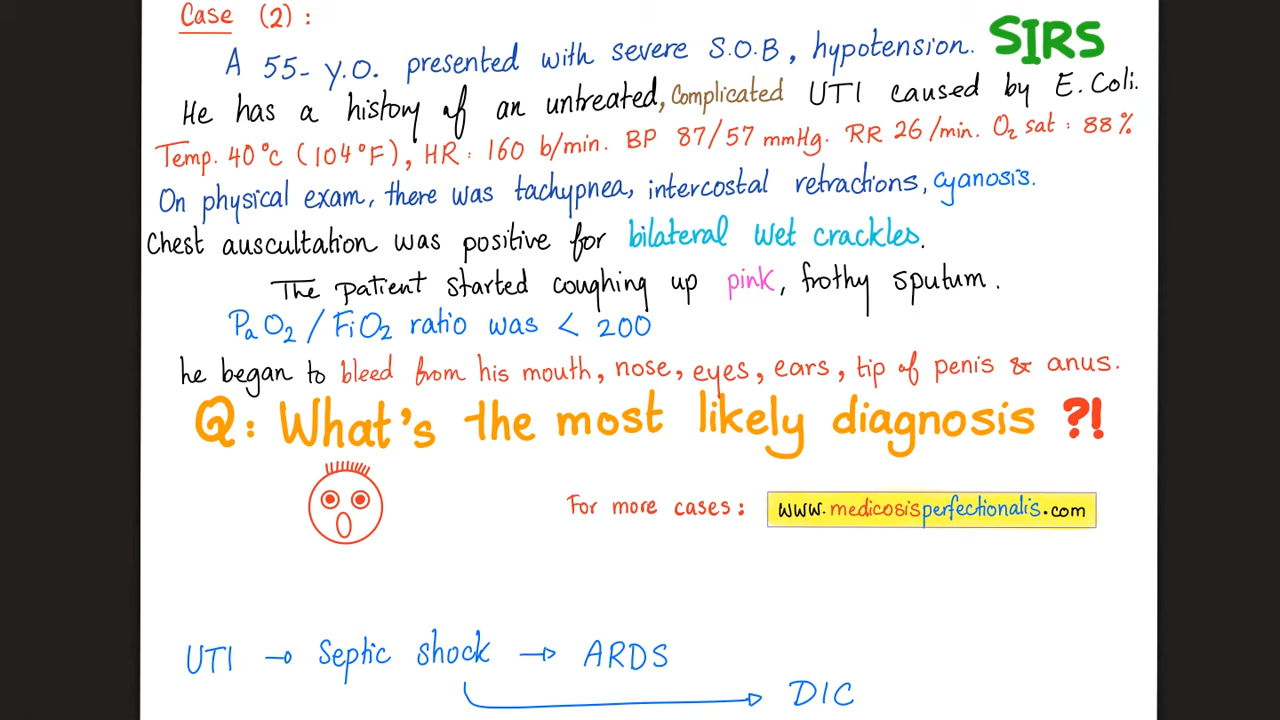 Case (2) :
SIRS
A 55- y.o. presented with severe S.O.B, hypotension.
He has a history of an untreated, Complicated UTI caused by E. Coli.
Temp. 40°C (104°F), HR: 160 b/min. BP 87/57 mmHg. RR 26/min. O2 sat : 88%
On physical exam, there was tachypnea, intercostal retractions, cyanosis.
Chest auscultation was positive for bilateral wet crackles.
The patient started coughing up pink, frothy sputum.
PaO2 / FiO2 ratio was < 200
he began to bleed from his mouth, nose, eyes, ears, tip of penis & anus.
Q: What's the most likely diagnosis ?!
For more cases: www.medicosisperfectionalis.com
UTI → Septic shock → ARDS
→ DIC